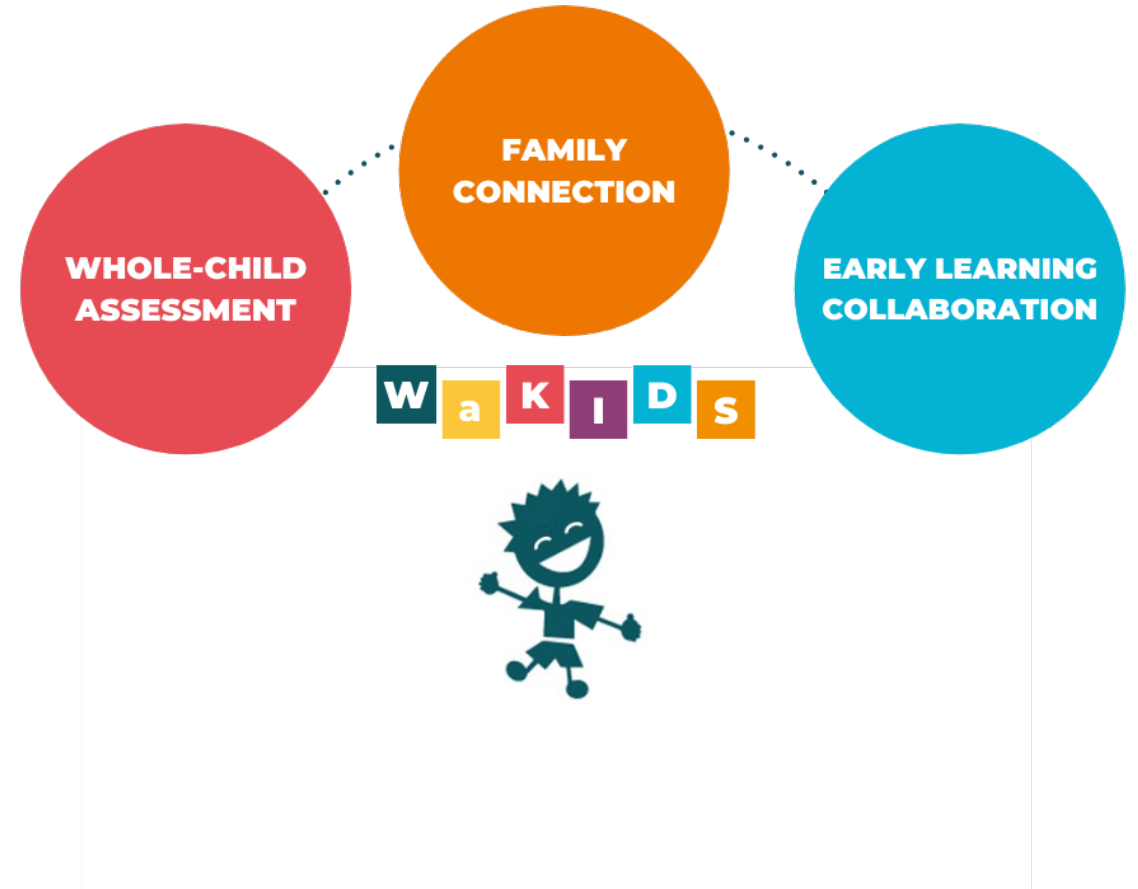 FAMILY
CONNECTION
WHOLE-CHILD
ASSESSMENT
EARLY LEARNING
COLLABORATION
WaKIDS